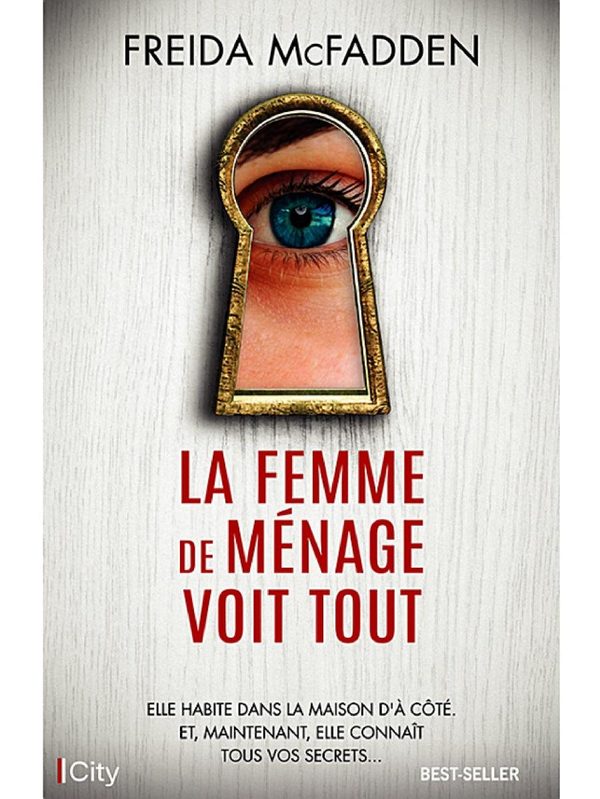 FREIDA McFADDEN
LA FEMME
DE MÉNAGE
VOIT TOUT
ELLE HABITE DANS LA MAISON D'À CÔTÉ.
ET, MAINTENANT, ELLE CONNAÎT
TOUS VOS SECRETS...
City
BEST-SELLER